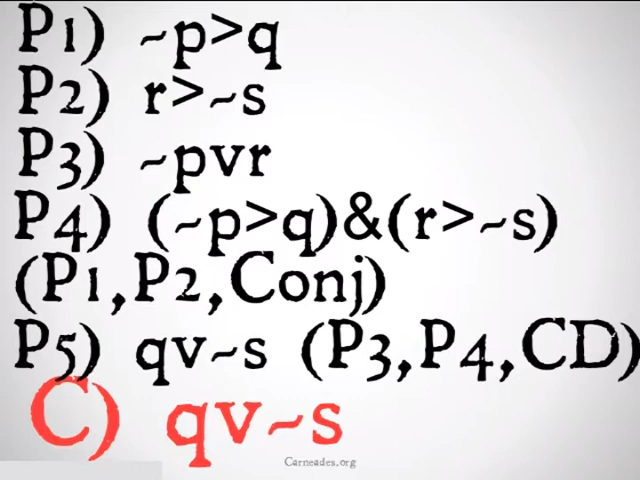 P1) ~p>q
P2) r>~s
P3) ~pvr
P4) (~p>q)&(r>~s)
(P1,P2,Conj)
P5) qv~s (P3,P4,CD)
C) qv~s
Carneades.org